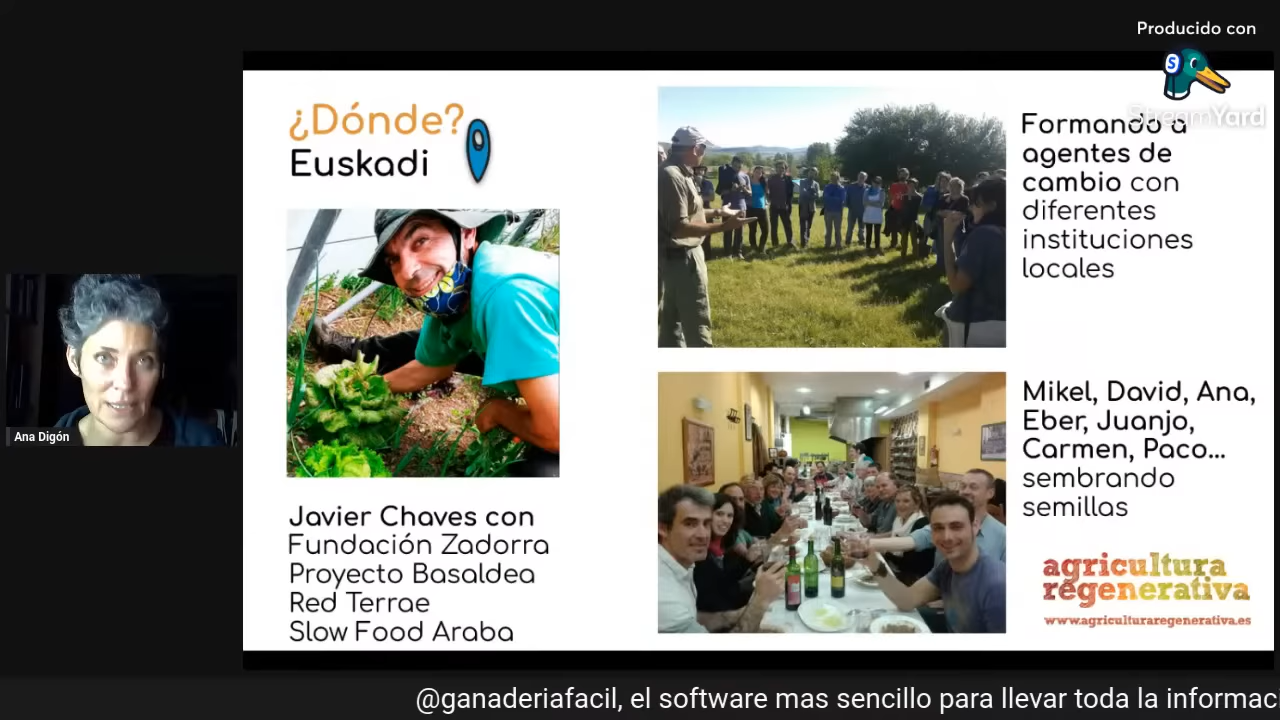 Producido con
StreamYard
¿Dónde?
Euskadi
Formando a
agentes de
cambio con
diferentes
instituciones
locales
Ana Digón
Mikel, David, Ana,
Eber, Juanjo,
Carmen, Paco...
sembrando
semillas
Javier Chaves con
Fundación Zadorra
Proyecto Basaldea
Red Terrae
Slow Food Araba
agricultura
regenerativa
www.agriculturaregenerativa.es
@ganaderiafacil, el software mas sencillo para llevar toda la informac